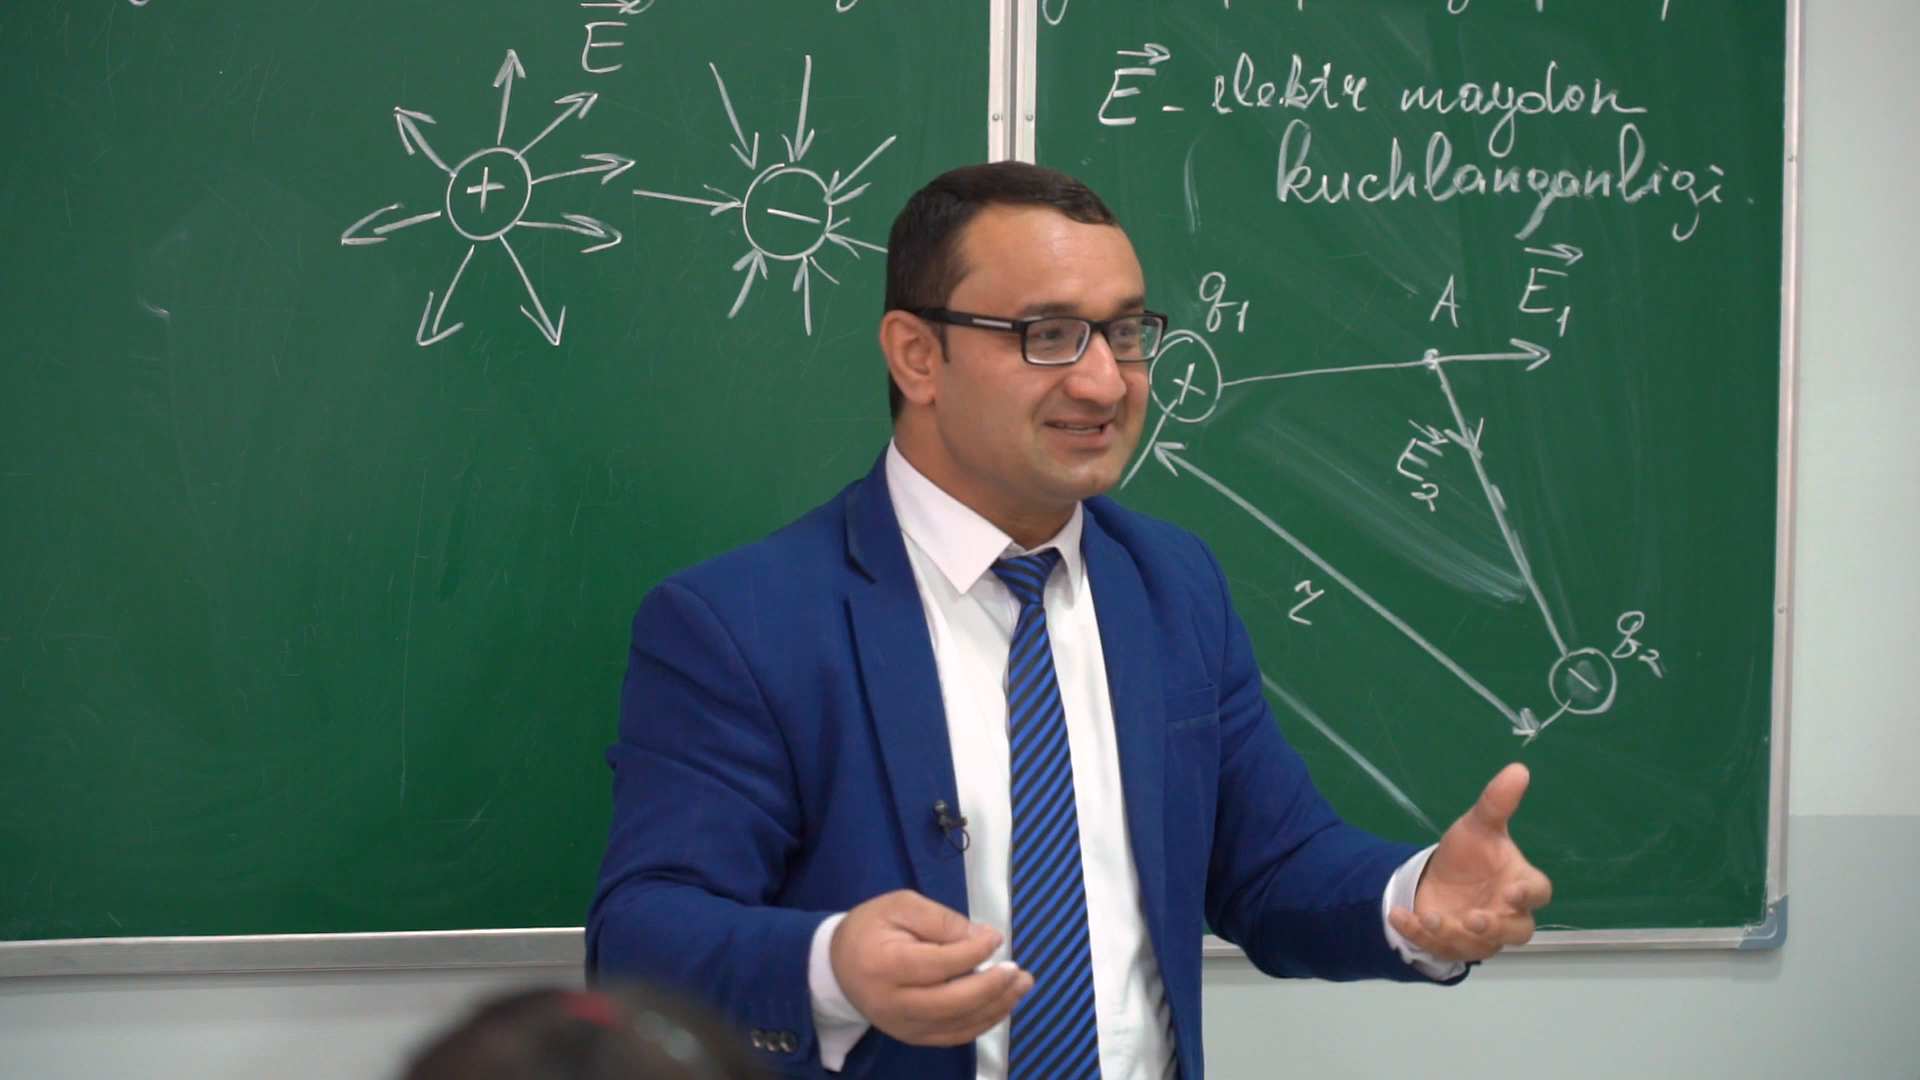 E
+
−
E - elektr maydon
kuchlanganligi.
q1
A
E1
+
E2
r
q2
−